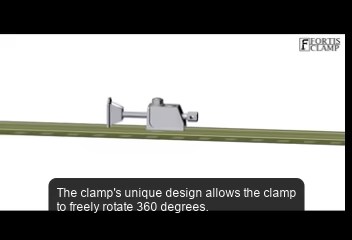 FORTIS
CLAMP
The clamp's unique design allows the clamp
to freely rotate 360 degrees.